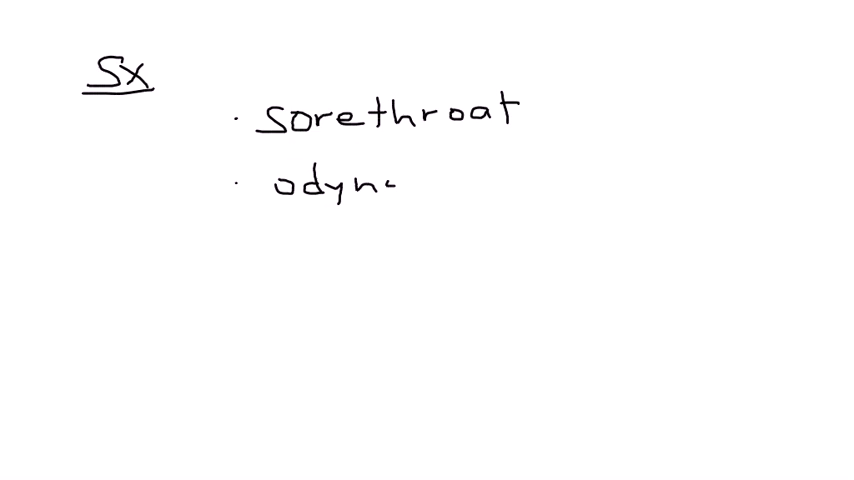 Sx
· sorethroat
· odyn